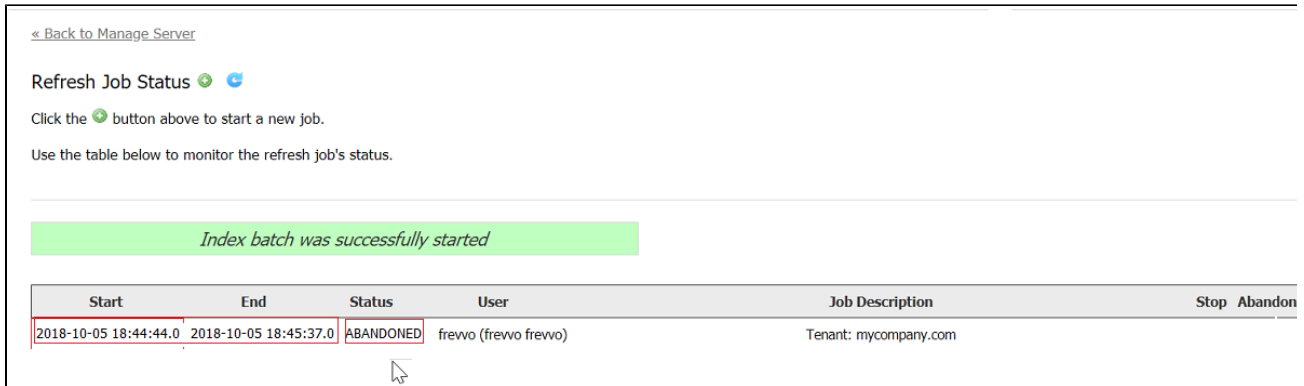 « Back to Manage Server
Refresh Job Status
Click the button above to start a new job.
Use the table below to monitor the refresh job's status.
Index batch was successfully started
Start End Status User Job Description Stop Abandon
2018-10-05 18:44:44.0 2018-10-05 18:45:37.0 ABANDONED frevvo (frevvo frevvo) Tenant: mycompany.com